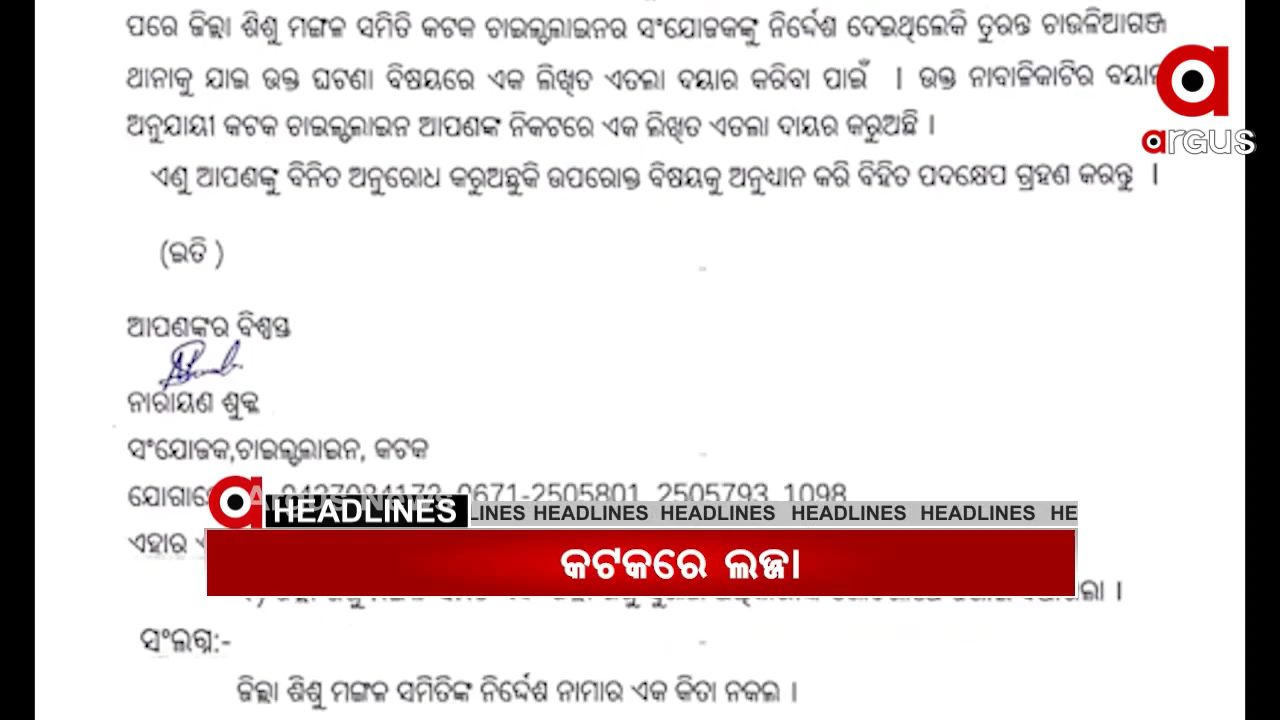 ପରେ ଜିଲ୍ଲା ଶିଶୁ ମଙ୍ଗଳ ସମିତି କଟକ ଚାଇଲ୍ଡଲାଇନର ସଂଯୋଜକଙ୍କୁ ନିର୍ଦ୍ଦେଶ ଦେଇଥିଲେକି ତୁରନ୍ତ ଚାଉଳିଆଗଞ୍ଜ
ଥାନାକୁ ଯାଇ ଉକ୍ତ ଘଟଣା ବିଷୟରେ ଏକ ଲିଖିତ ଏତଲା ଦୟାର କରିବା ପାଇଁ । ଉକ୍ତ ନାବାଳିକାଟିର
ଅନୁଯାୟୀ କଟକ ଚାଇଲ୍ଡଲାଇନ ଆପଣଙ୍କ ନିକଟରେ ଏକ ଲିଖିତ ଏତଲା ଦାୟର କରୁଅଛି ।
ଏଣୁ ଆପଣଙ୍କୁ ବିନିତ ଅନୁରୋଧ କରୁଅଛୁକି ଉପରୋକ୍ତ ବିଷୟକୁ ଅନୁଧ୍ୟାନ କରି ବିହିତ ପଦକ୍ଷେପ ଗ୍ରହଣ କରନ୍ତୁ ।
(ଇତି )
ଆପଣଙ୍କର ବିଶ୍ୱସ୍ତ
ନାରାୟଣ ଶୁକ୍ଳ
ସଂଯୋଜକ,ଚାଇଲ୍ଡଲାଇନ, କଟକ
0671-2505801, 2505793, 1098
ଏହାର
ସଂଲଗ୍ନ:-
ଜିଲ୍ଲା ଶିଶୁ ମଙ୍ଗଳ ସମିତିଙ୍କ ନିର୍ଦ୍ଦେଶ ନାମାର ଏକ କିତା ନକଲ ।
argus
HEADLINES
LINES HEADLINES HEADLINES HEADLINES HEADLINES HE
କଟକରେ ଲଜ୍ଜା